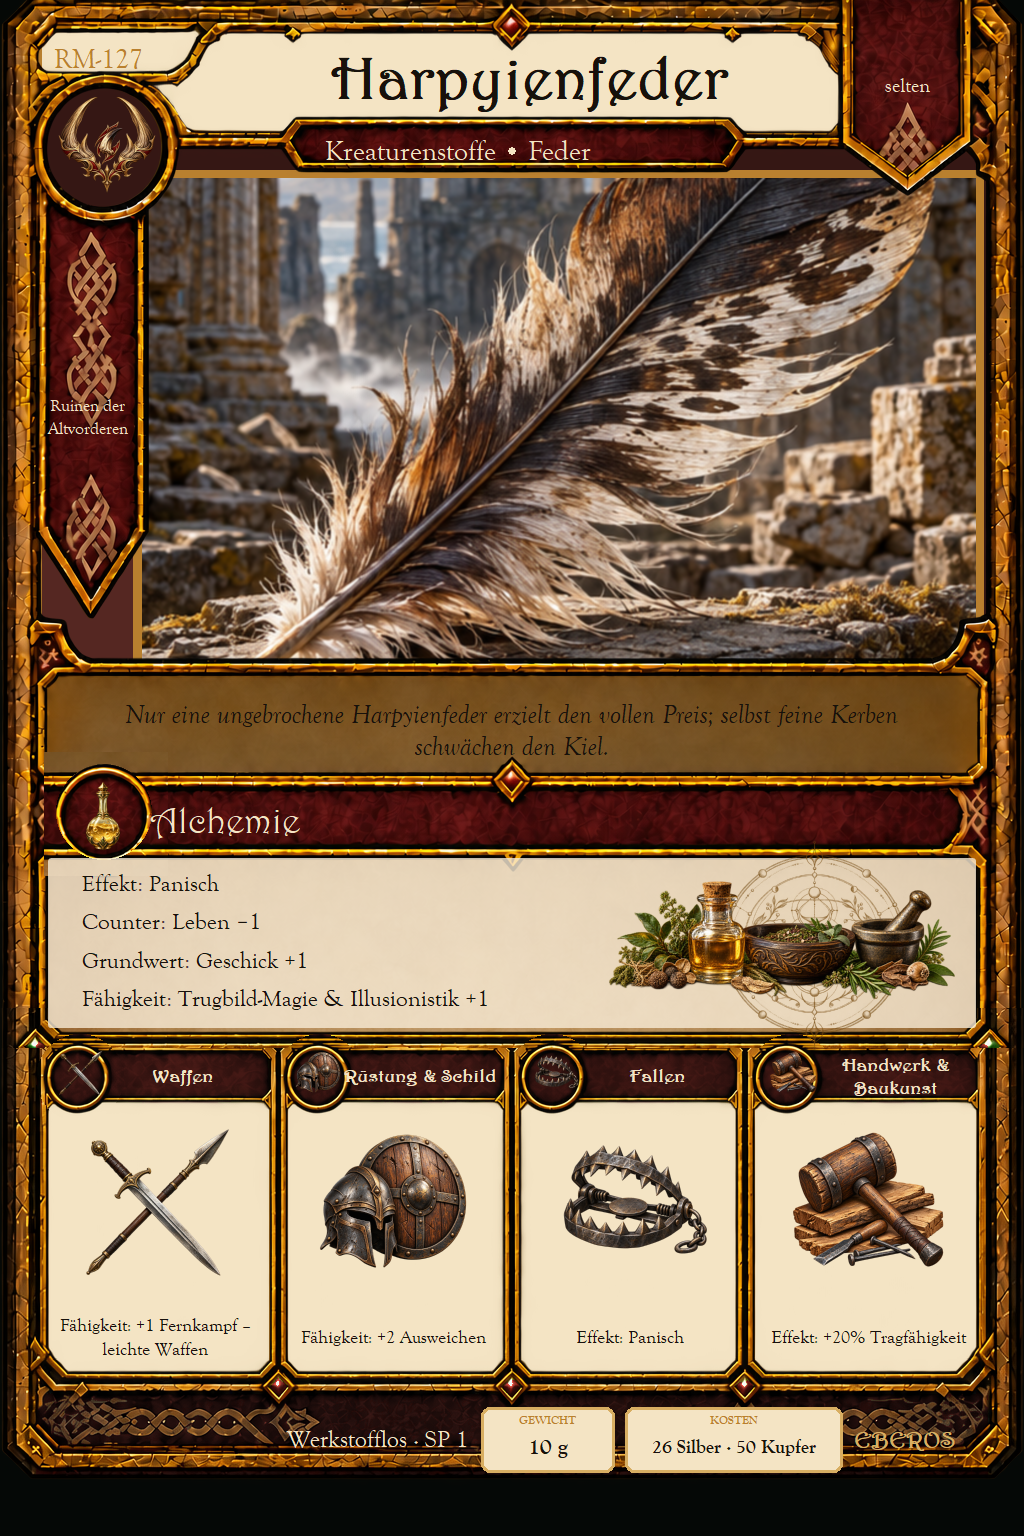 RM-127
Harpyienfeder
selten
Kreaturenstoffe • Feder
Ruinen der
Altvorderen
Nur eine ungebrochene Harpyienfeder erzielt den vollen Preis; selbst feine Kerben
schwächen den Kiel.
Alchemie
Effekt: Panisch
Counter: Leben −1
Grundwert: Geschick +1
Fähigkeit: Trugbild-Magie & Illusionistik +1
Waffen
Fähigkeit: +1 Fernkampf –
leichte Waffen
Rüstung & Schild
Fähigkeit: +2 Ausweichen
Fallen
Effekt: Panisch
Handwerk &
Baukunst
Effekt: +20% Tragfähigkeit
Werkstofflos · SP 1
GEWICHT
10 g
KOSTEN
26 Silber · 50 Kupfer
EBEROS